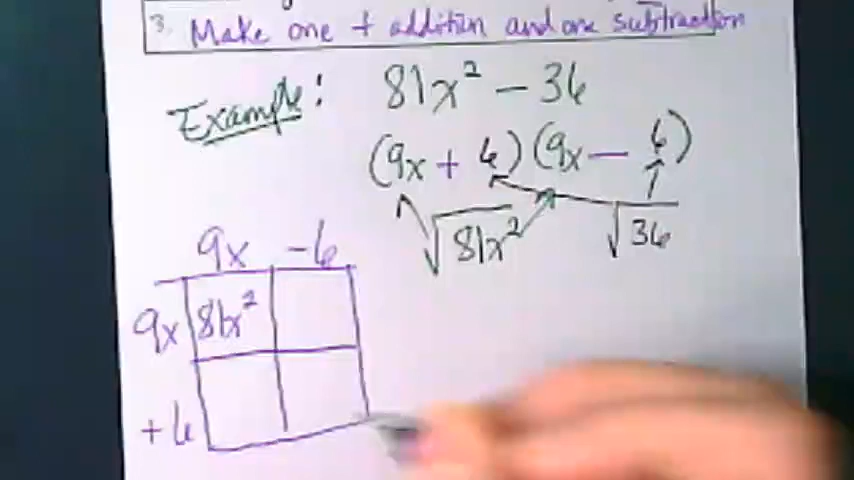 3. Make one + addition and one subtraction
Example: 81x² - 36
(9x + 6)(9x - 6)
√81x² √36
9x -6
9x 81x²
+6